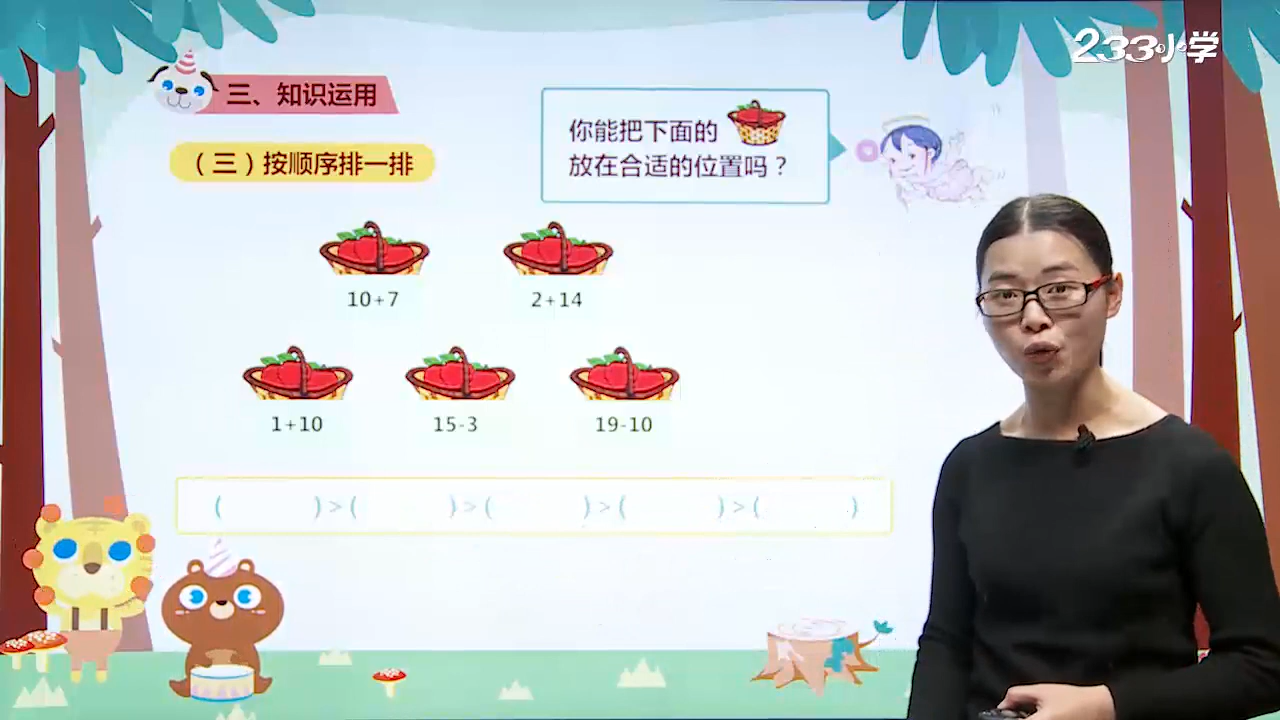 233小学
三、知识运用
你能把下面的
放在合适的位置吗？
（三）按顺序排一排
10+7 2+14
1+10 15-3 19-10
( )>( )>( )>( )>( )